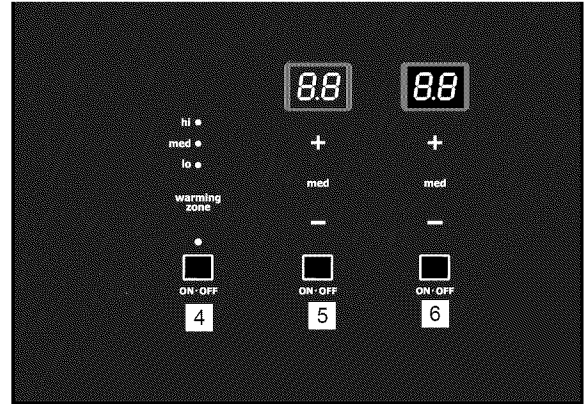 8.8 8.8
hi
med
lo
+ +
med med
warming
zone
− −
ON·OFF ON·OFF ON·OFF
4 5 6